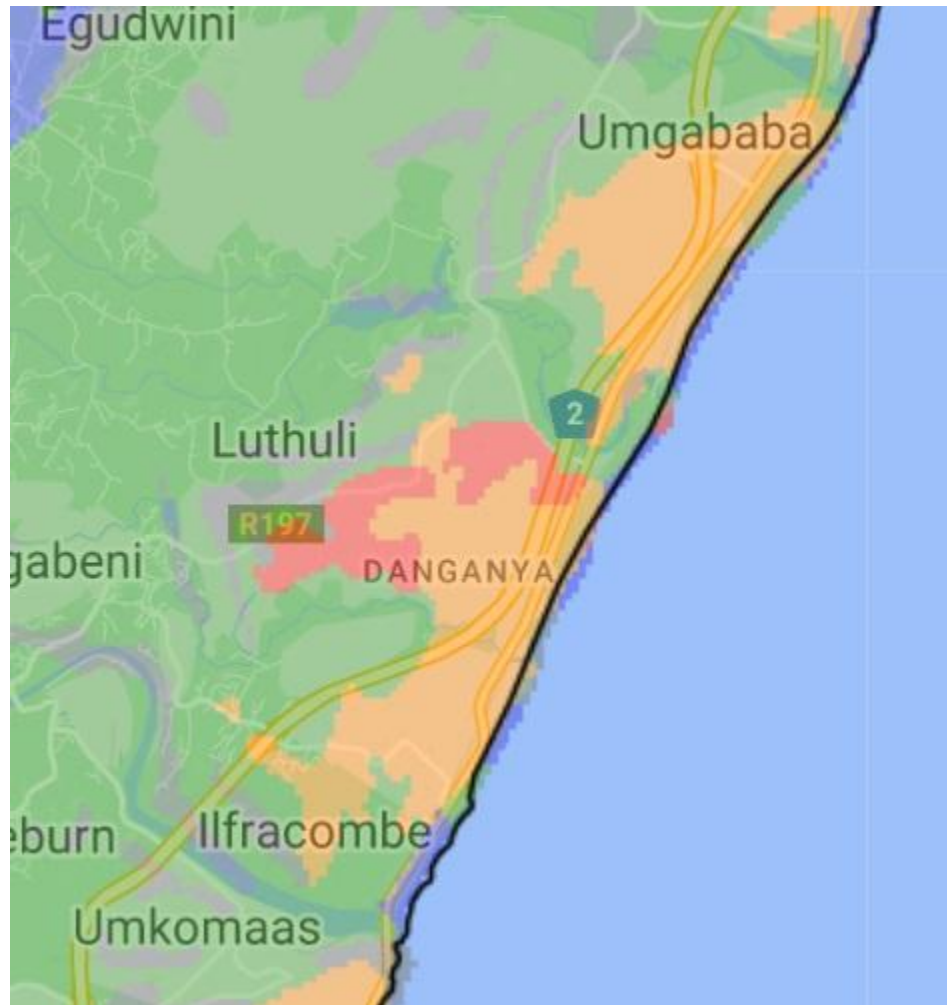 Egudwini
Umgababa
2
Luthuli
R197
gabeni
DANGANYA
eburn
Ilfracombe
Umkomaas